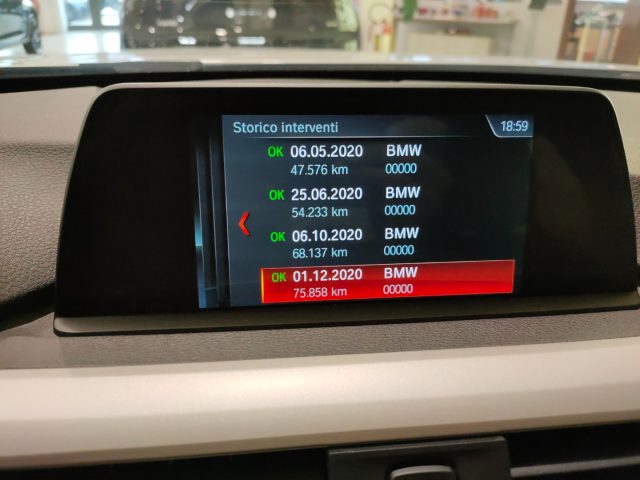 Storico interventi 18:59
OK 06.05.2020 BMW
47.576 km 00000
OK 25.06.2020 BMW
54.233 km 00000
OK 06.10.2020 BMW
68.137 km 00000
OK 01.12.2020 BMW
75.858 km 00000